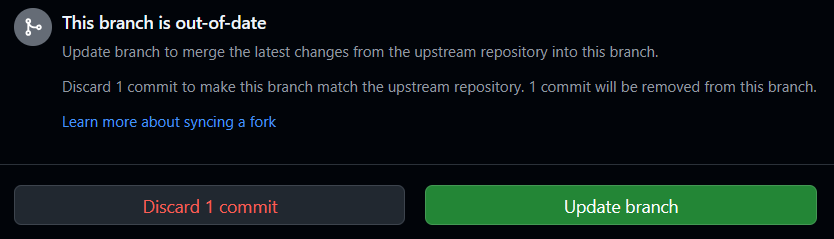 This branch is out-of-date
Update branch to merge the latest changes from the upstream repository into this branch.
Discard 1 commit to make this branch match the upstream repository. 1 commit will be removed from this branch.
Learn more about syncing a fork
Discard 1 commit
Update branch